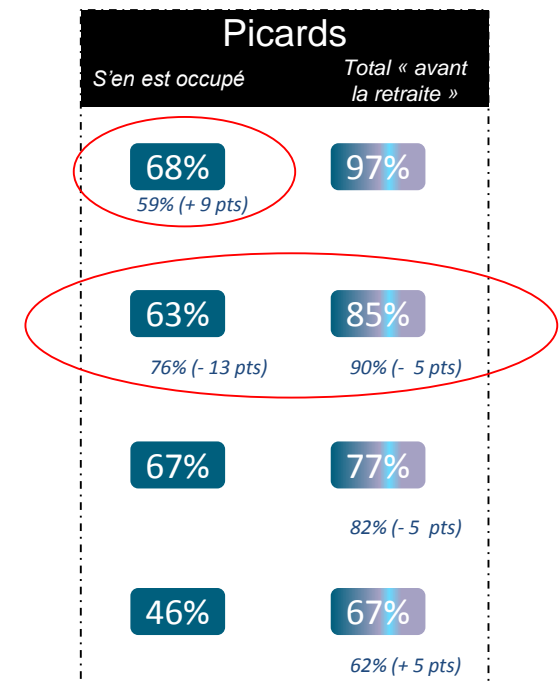 Picards
S'en est occupé
Total « avant
la retraite »
68% 97%
59% (+ 9 pts)
63% 85%
76% (- 13 pts) 90% (-  5 pts)
67% 77%
82% (- 5  pts)
46% 67%
62% (+ 5 pts)